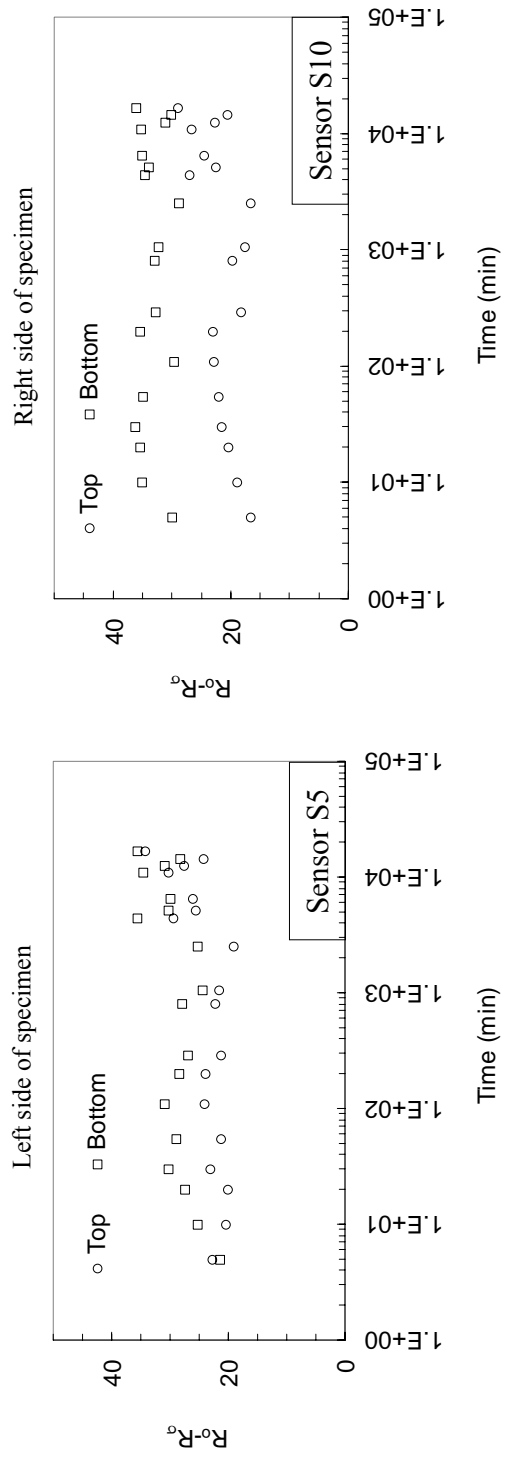 Left side of specimen
Top
Bottom
40
20
0
Ro-Rσ
1.E+00
1.E+01
1.E+02
1.E+03
1.E+04
1.E+05
Time (min)
Sensor S5
Right side of specimen
Top
Bottom
40
20
0
Ro-Rσ
1.E+00
1.E+01
1.E+02
1.E+03
1.E+04
1.E+05
Time (min)
Sensor S10